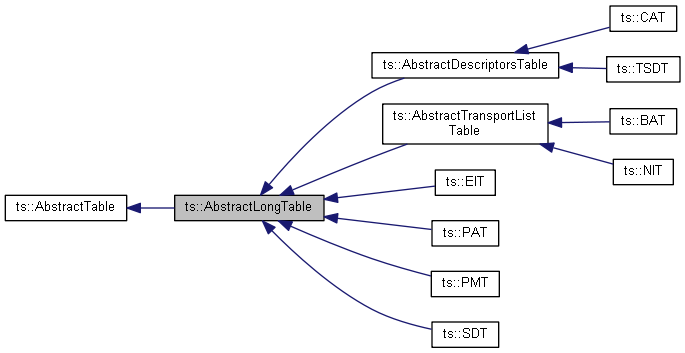 ts::CAT
ts::AbstractDescriptorsTable
ts::TSDT
ts::AbstractTransportList
Table
ts::BAT
ts::NIT
ts::EIT
ts::AbstractTable
ts::AbstractLongTable
ts::PAT
ts::PMT
ts::SDT